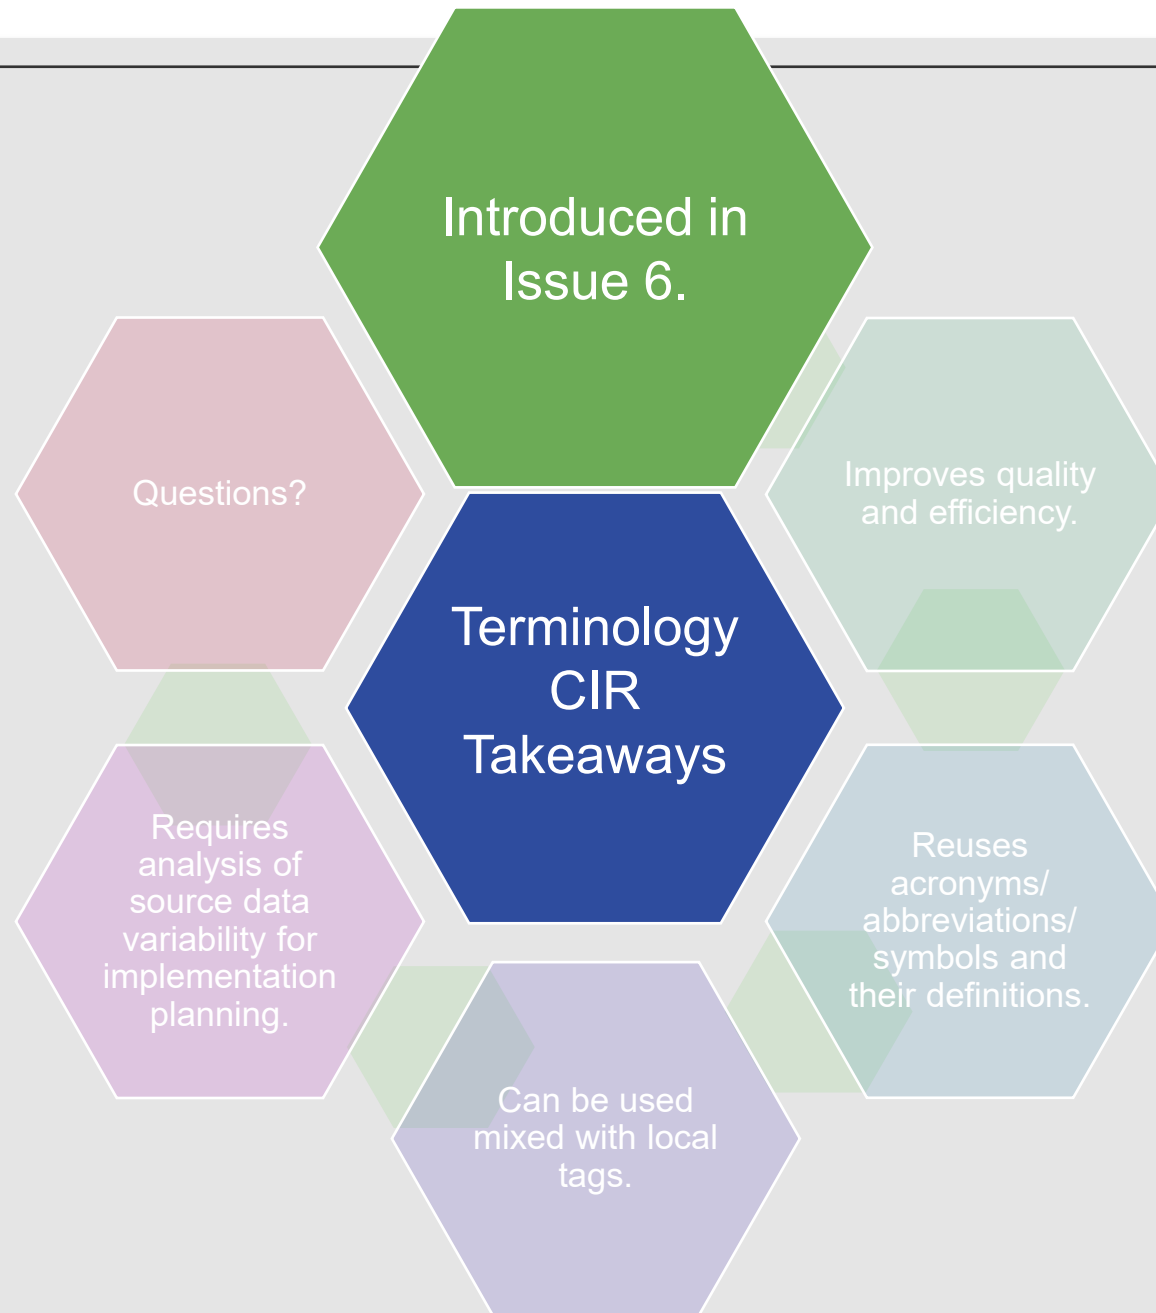 Introduced in
Issue 6.
Improves quality
and efficiency.
Reuses
acronyms/
abbreviations/
symbols and
their definitions.
Can be used
mixed with local
tags.
Requires
analysis of
source data
variability for
implementation
planning.
Questions?
Terminology
CIR
Takeaways